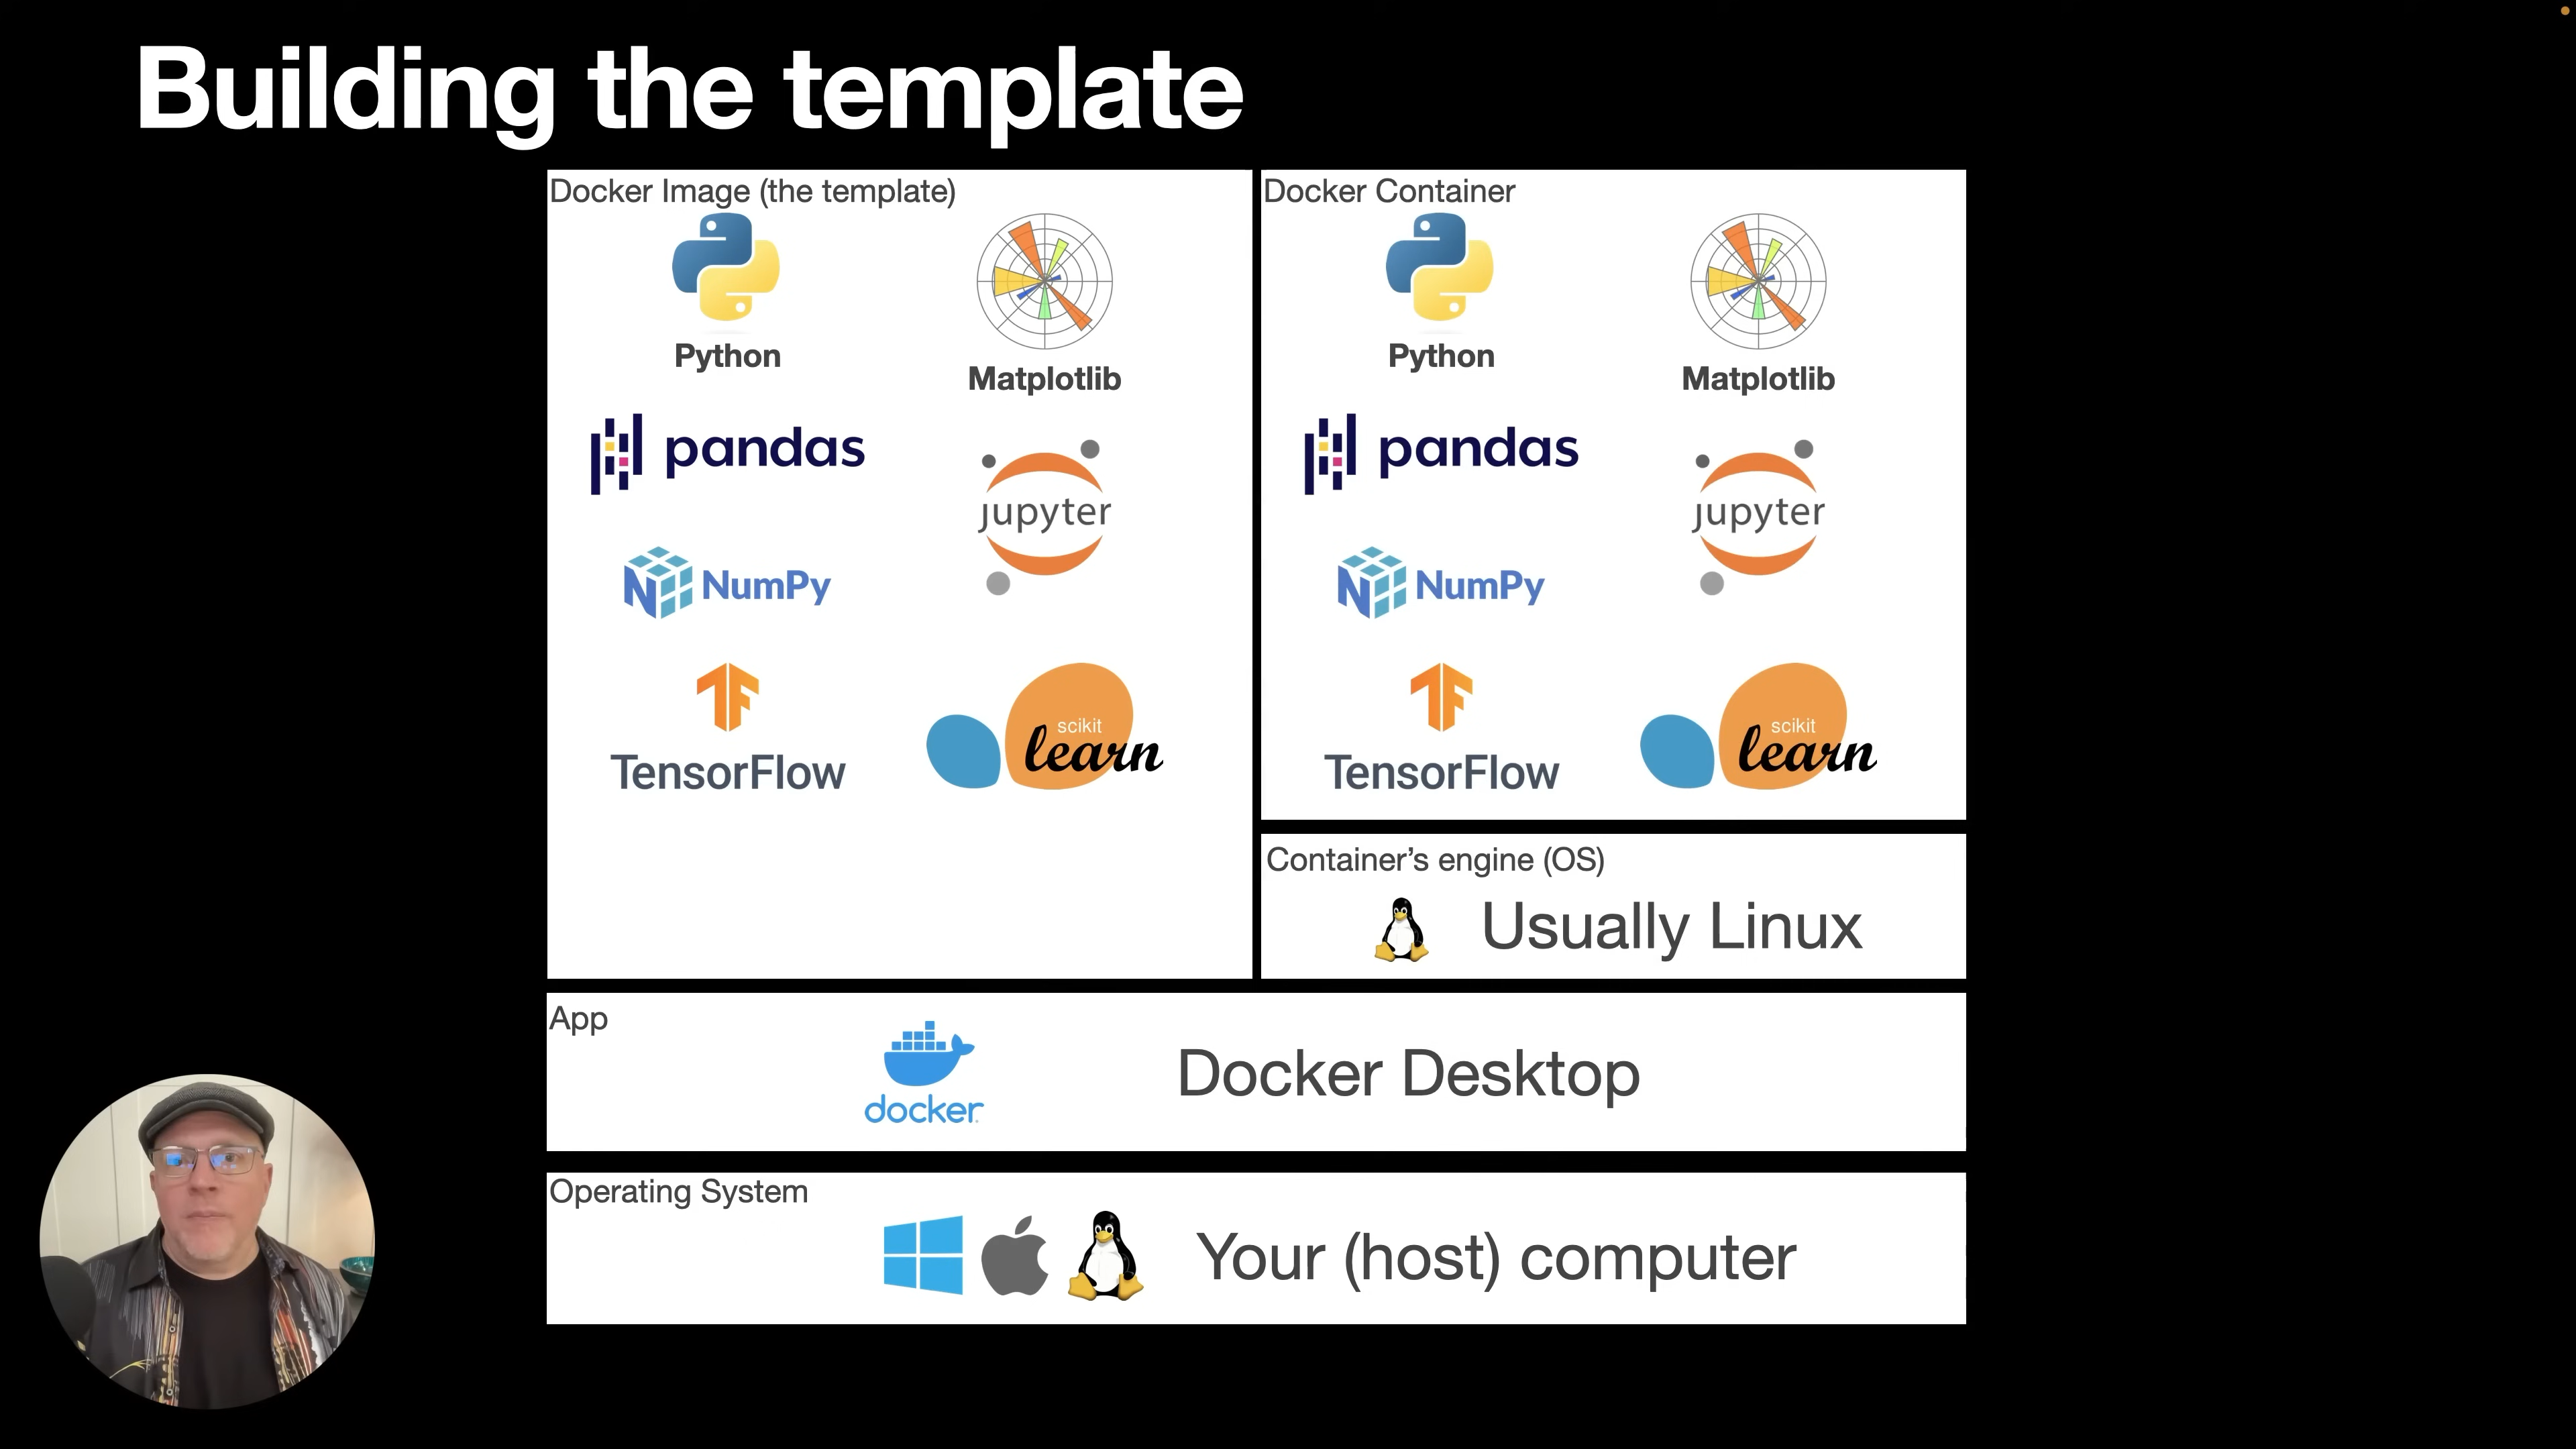 Building the template
Docker Image (the template)
Python
Matplotlib
pandas
jupyter
NumPy
TensorFlow
scikit
learn
Docker Container
Python
Matplotlib
pandas
jupyter
NumPy
TensorFlow
scikit
learn
Container’s engine (OS)
Usually Linux
App
docker
Docker Desktop
Operating System
Your (host) computer